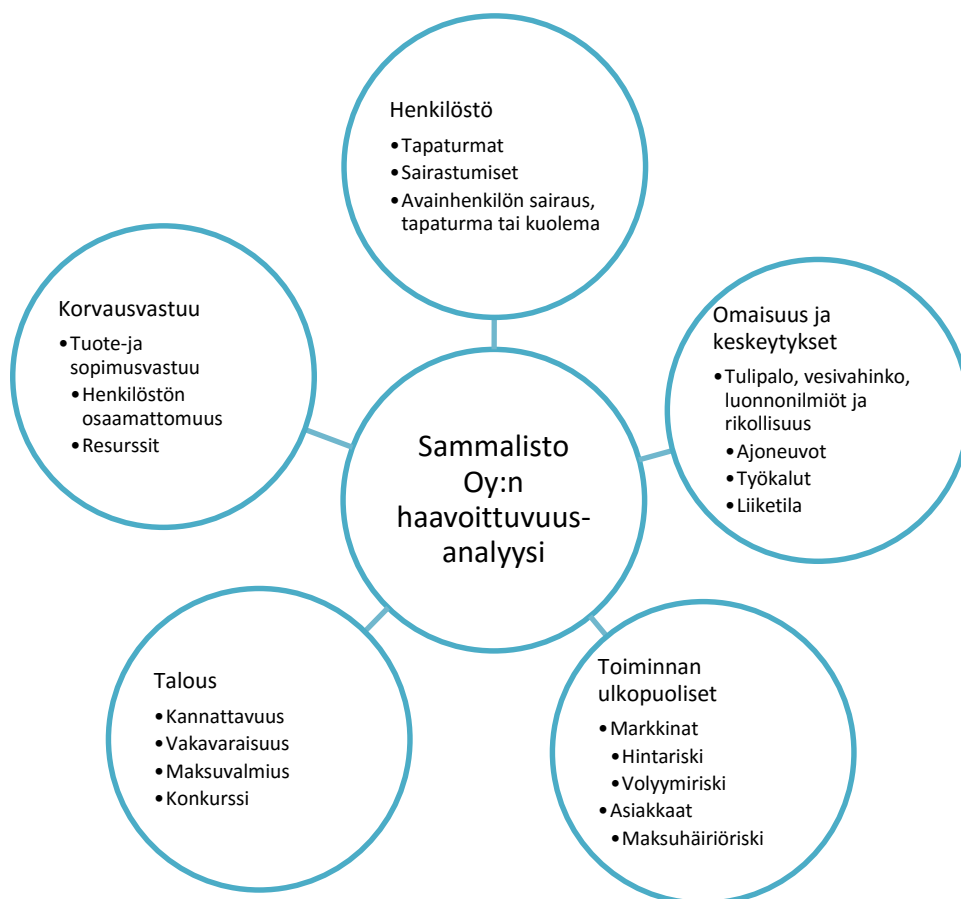 Henkilöstö
•Tapaturmat
•Sairastumiset
•Avainhenkilön sairaus,
tapaturma tai kuolema
Korvausvastuu
•Tuote-ja
sopimusvastuu
•Henkilöstön
osaamattomuus
•Resurssit
Omaisuus ja
keskeytykset
•Tulipalo, vesivahinko,
luonnonilmiöt ja
rikollisuus
•Ajoneuvot
•Työkalut
•Liiketila
Sammalisto
Oy:n
haavoittuvuus-
analyysi
Talous
•Kannattavuus
•Vakavaraisuus
•Maksuvalmius
•Konkurssi
Toiminnan
ulkopuoliset
•Markkinat
•Hintariski
•Volyymiriski
•Asiakkaat
•Maksuhäiriöriski